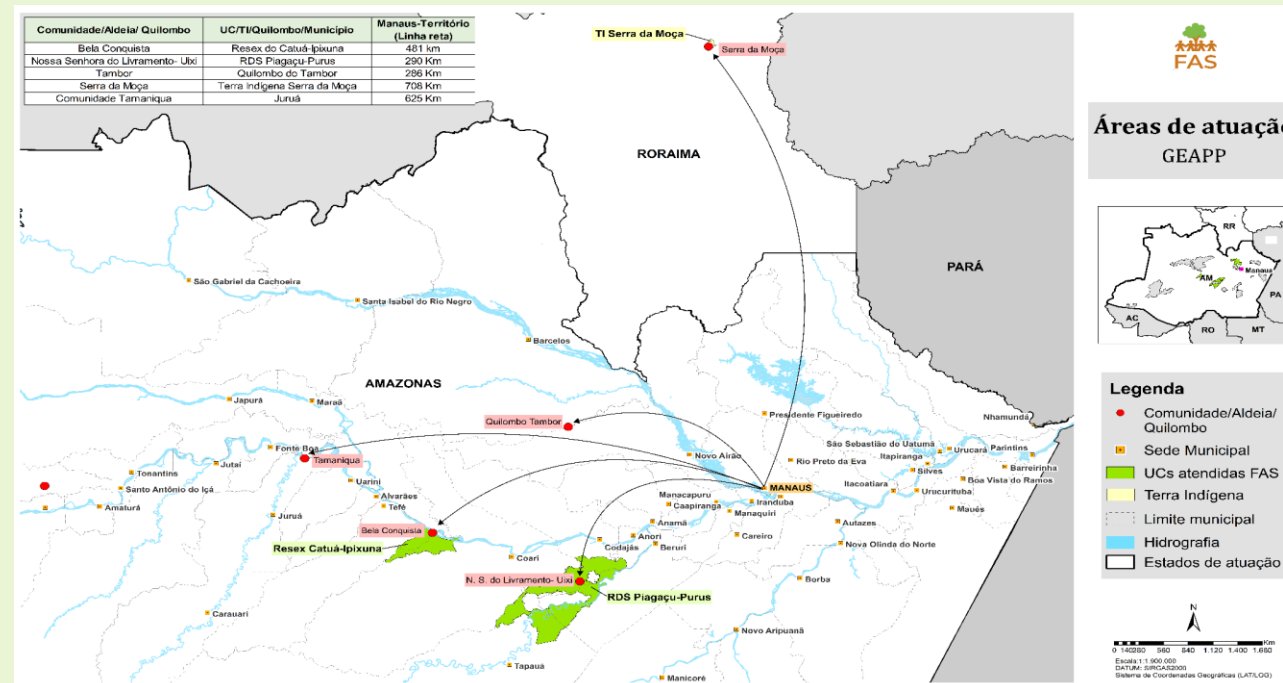 Comunidade/Aldeia/ Quilombo UC/TI/Quilombo/Município Manaus-Território (Linha reta)
Bela Conquista Resex do Catuá-Ipixuna 481 km
Nossa Senhora do Livramento- Uixi RDS Piagaçu-Purus 290 Km
Tambor Quilombo do Tambor 286 Km
Serra da Moça Terra Indígena Serra da Moça 708 Km
Comunidade Tamaniqua Juruá 625 Km
TI Serra da Moça
Serra da Moça
RORAIMA
PARÁ
AMAZONAS
São Gabriel da Cachoeira
Santa Isabel do Rio Negro
Barcelos
Japurá
Maraã
Quilombo Tambor
Presidente Figueiredo
Nhamundá
Fonte Boa
Tamaniqua
Jutaí
Tonantins
Santo Antônio do Içá
Amaturá
Uarini
Alvarães
Tefé
Juruá
Novo Airão
São Sebastião do Uatumã
Rio Preto da Eva
Itapiranga
Urucará
Parintins
Silves
Barreirinha
Boa Vista do Ramos
Itacoatiara
Urucurituba
Maués
MANAUS
Manacapuru
Iranduba
Caapiranga
Manaquiri
Careiro
Autazes
Anamã
Anori
Beruri
Codajás
Coari
Bela Conquista
Resex Catuá-Ipixuna
Nova Olinda do Norte
N. S. do Livramento- Uixi
RDS Piagaçu-Purus
Borba
Carauari
Novo Aripuanã
Tapauá
Manicoré
FAS
Áreas de atuação
GEAPP
RR
AM
Manaus
PA
AC
RO
MT
Legenda
Comunidade/Aldeia/
Quilombo
Sede Municipal
UCs atendidas FAS
Terra Indígena
Limite municipal
Hidrografia
Estados de atuação
N
0 140280 560 840 1.120 1.400 1.680 Km
Escala:1:1.900.000
DATUM: SIRGAS2000
Sistema de Coordenadas Geográficas (LAT/LOG)